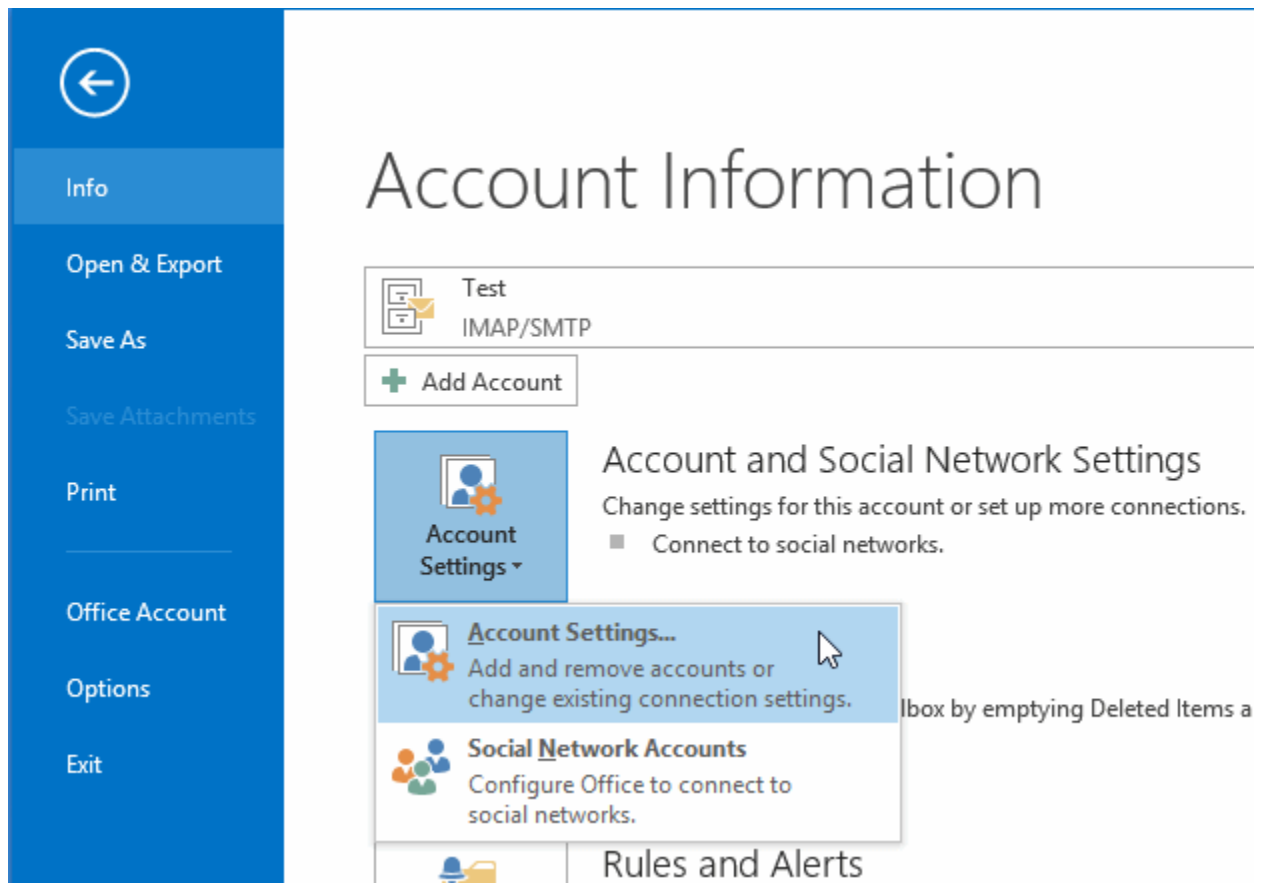 Info
Open & Export
Save As
Save Attachments
Print
Office Account
Options
Exit
Account Information
Test
IMAP/SMTP
Add Account
Account
Settings
Account and Social Network Settings
Change settings for this account or set up more connections.
Connect to social networks.
Account Settings...
Add and remove accounts or
change existing connection settings.
lbox by emptying Deleted Items a
Social Network Accounts
Configure Office to connect to
social networks.
Rules and Alerts